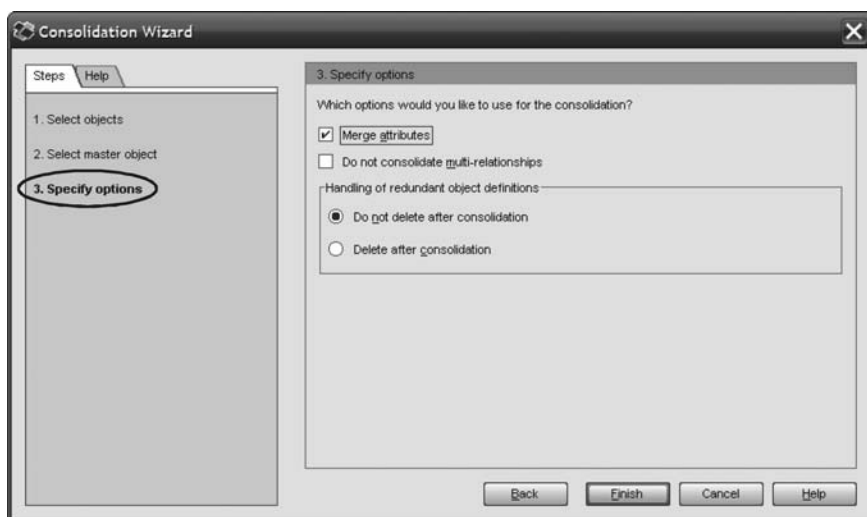 Consolidation Wizard
Steps
Help
1. Select objects
2. Select master object
3. Specify options
3. Specify options
Which options would you like to use for the consolidation?
Merge attributes
Do not consolidate multi-relationships
Handling of redundant object definitions
Do not delete after consolidation
Delete after consolidation
Back
Finish
Cancel
Help